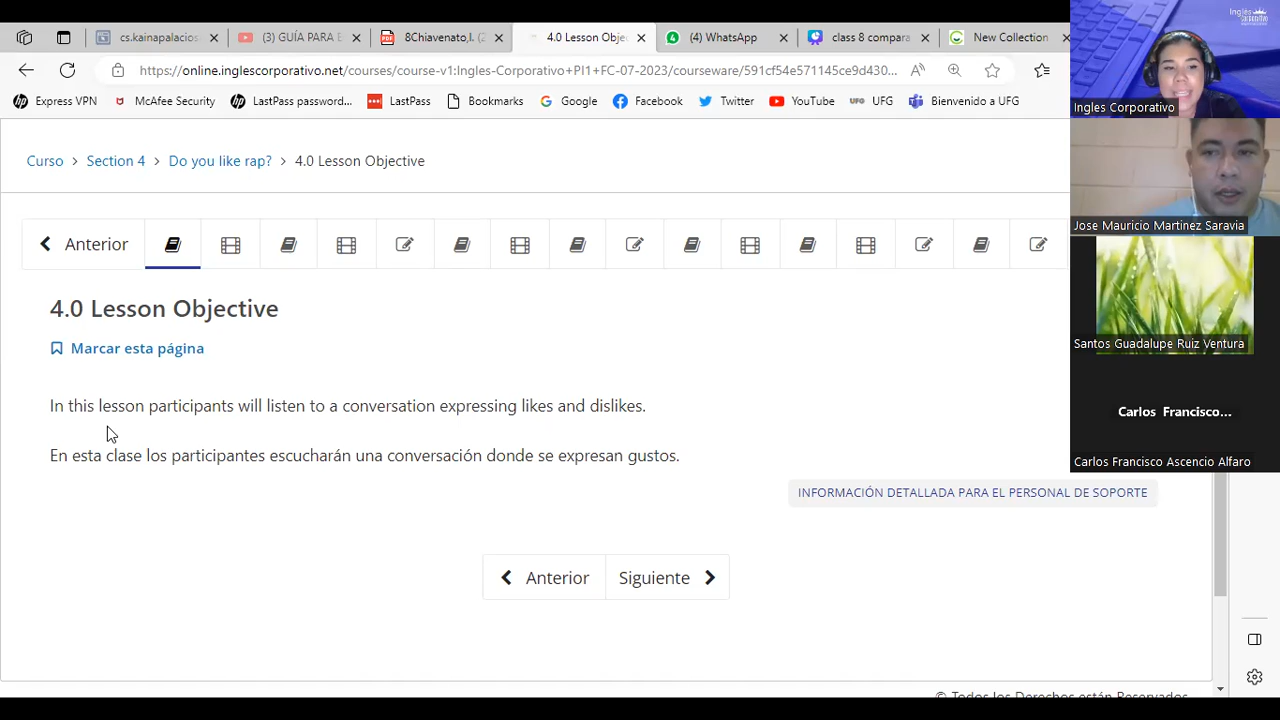 cs.kainapalacios
(3) GUÍA PARA E
8Chiavenato,I. (2
4.0 Lesson Objec
(4) WhatsApp
class 8 compara
New Collection
https://online.inglescorporativo.net/courses/course-v1:Ingles-Corporativo+PI1+FC-07-2023/courseware/591cf54e571145ce9d430...
Express VPN
McAfee Security
LastPass password...
LastPass
Bookmarks
Google
Facebook
Twitter
YouTube
UFG
Bienvenido a UFG
Curso > Section 4 > Do you like rap? > 4.0 Lesson Objective
Anterior
4.0 Lesson Objective
Marcar esta página
In this lesson participants will listen to a conversation expressing likes and dislikes.
En esta clase los participantes escucharán una conversación donde se expresan gustos.
INFORMACIÓN DETALLADA PARA EL PERSONAL DE SOPORTE
Anterior
Siguiente
© Todos los Derechos están Reservados
Ingles Corporativo
Jose Mauricio Martinez Saravia
Santos Guadalupe Ruiz Ventura
Carlos Francisco...
Carlos Francisco Ascencio Alfaro